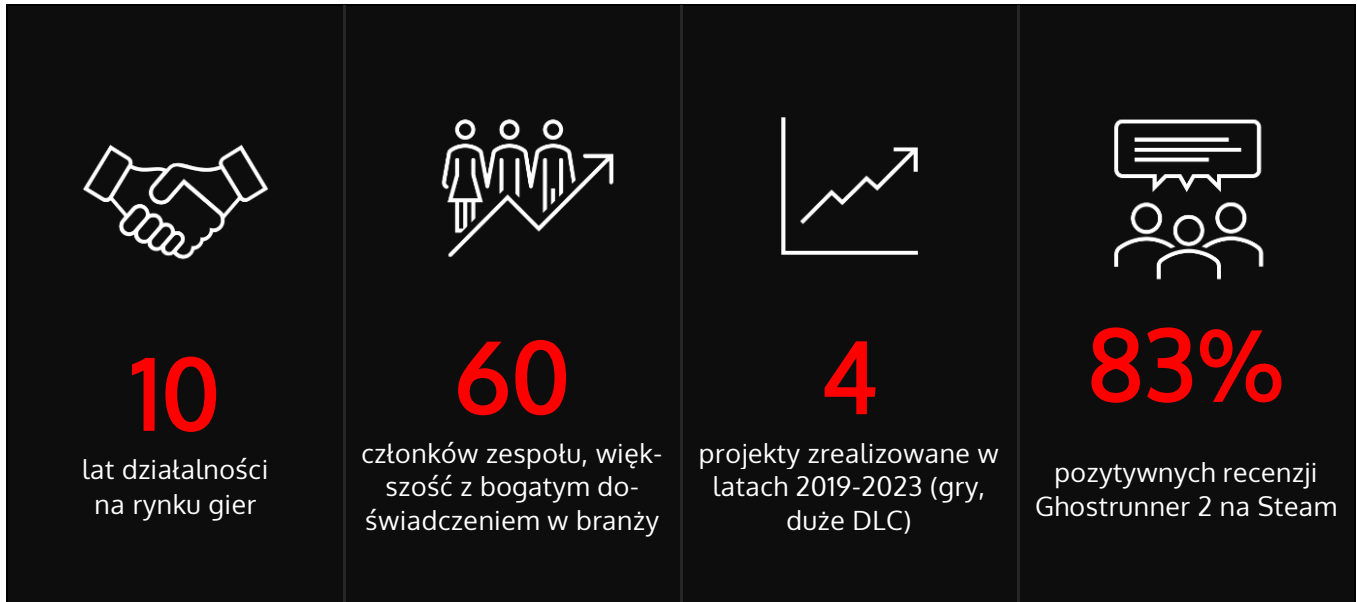 10
lat działalności
na rynku gier
60
członków zespołu, więk-
szość z bogatym do-
świadczeniem w branży
4
projekty zrealizowane w
latach 2019-2023 (gry,
duże DLC)
83%
pozytywnych recenzji
Ghostrunner 2 na Steam